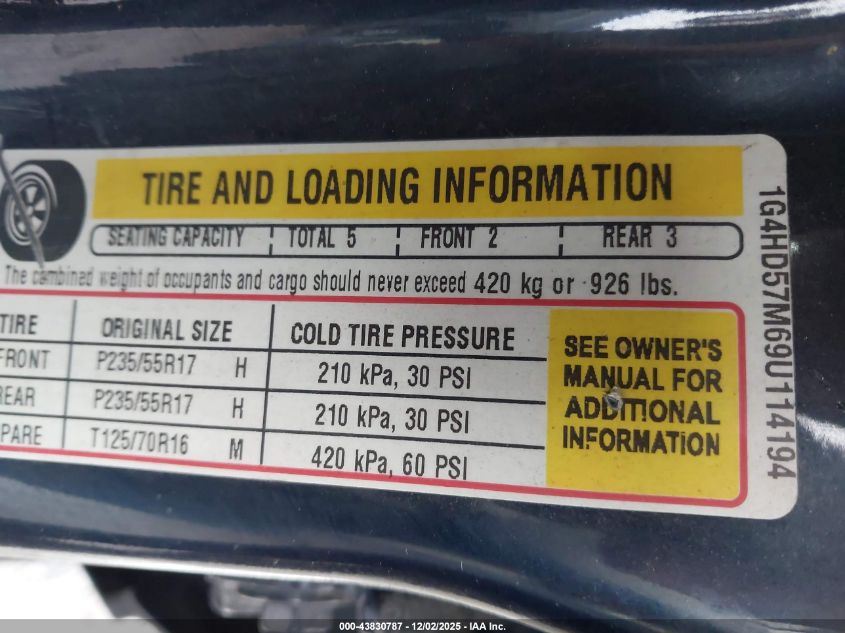 TIRE AND LOADING INFORMATION
SEATING CAPACITY TOTAL 5 FRONT 2 REAR 3
The combined weight of occupants and cargo should never exceed 420 kg or 926 lbs.
TIRE ORIGINAL SIZE COLD TIRE PRESSURE
FRONT P235/55R17 H 210 kPa, 30 PSI
REAR P235/55R17 H 210 kPa, 30 PSI
PARE T125/70R16 M 420 kPa, 60 PSI
SEE OWNER'S
MANUAL FOR
ADDITIONAL
INFORMATION
1G4HD57M69U114194
000-43830787 - 12/02/2025 - IAA Inc.